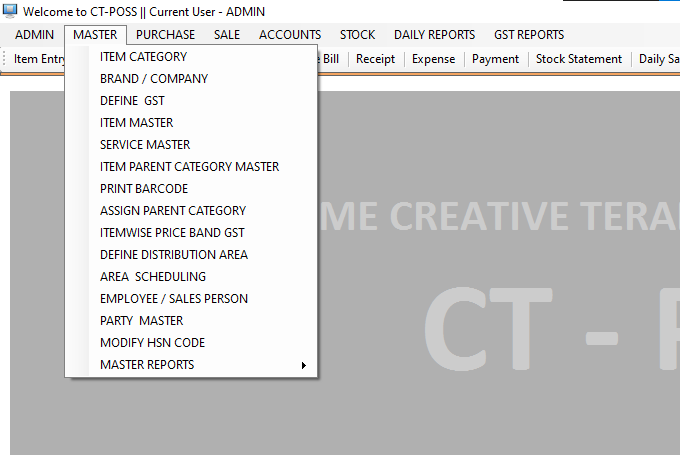 Welcome to CT-POSS || Current User - ADMIN
ADMIN MASTER PURCHASE SALE ACCOUNTS STOCK DAILY REPORTS GST REPORTS
Item Entry Bill Receipt Expense Payment Stock Statement Daily Sa
ITEM CATEGORY
BRAND / COMPANY
DEFINE GST
ITEM MASTER
SERVICE MASTER
ITEM PARENT CATEGORY MASTER
PRINT BARCODE
ASSIGN PARENT CATEGORY
ITEMWISE PRICE BAND GST
DEFINE DISTRIBUTION AREA
AREA SCHEDULING
EMPLOYEE / SALES PERSON
PARTY MASTER
MODIFY HSN CODE
MASTER REPORTS
ME CREATIVE TERA
CT -